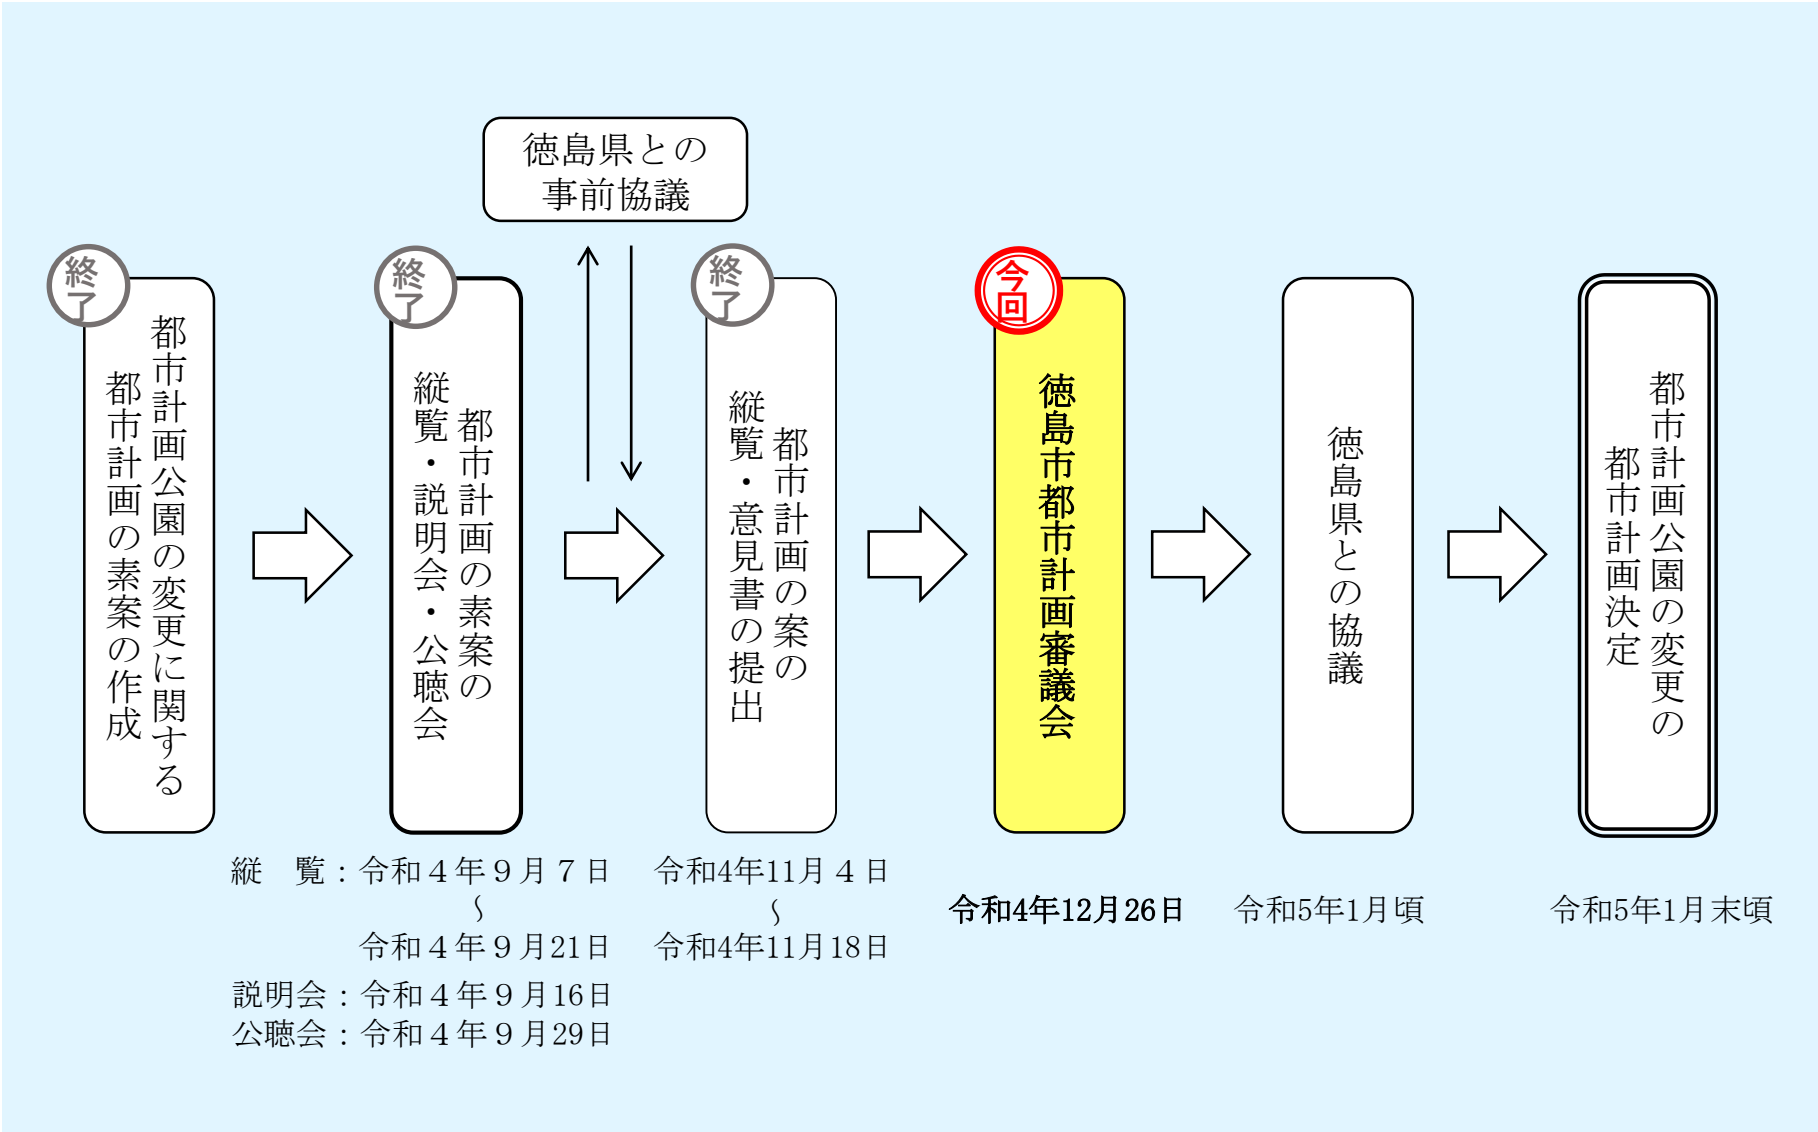 徳島県との
事前協議
終了
都市計画公園の変更に関する
都市計画の素案の作成
終了
都市計画の素案の
縦覧・説明会・公聴会
終了
都市計画の案の
縦覧・意見書の提出
今回
徳島市都市計画審議会
徳島県との協議
都市計画公園の変更の
都市計画決定
縦　覧：令和４年９月７日
～
令和４年９月21日
説明会：令和４年９月16日
公聴会：令和４年９月29日
令和4年11月４日
～
令和4年11月18日
令和4年12月26日
令和5年1月頃
令和5年1月末頃